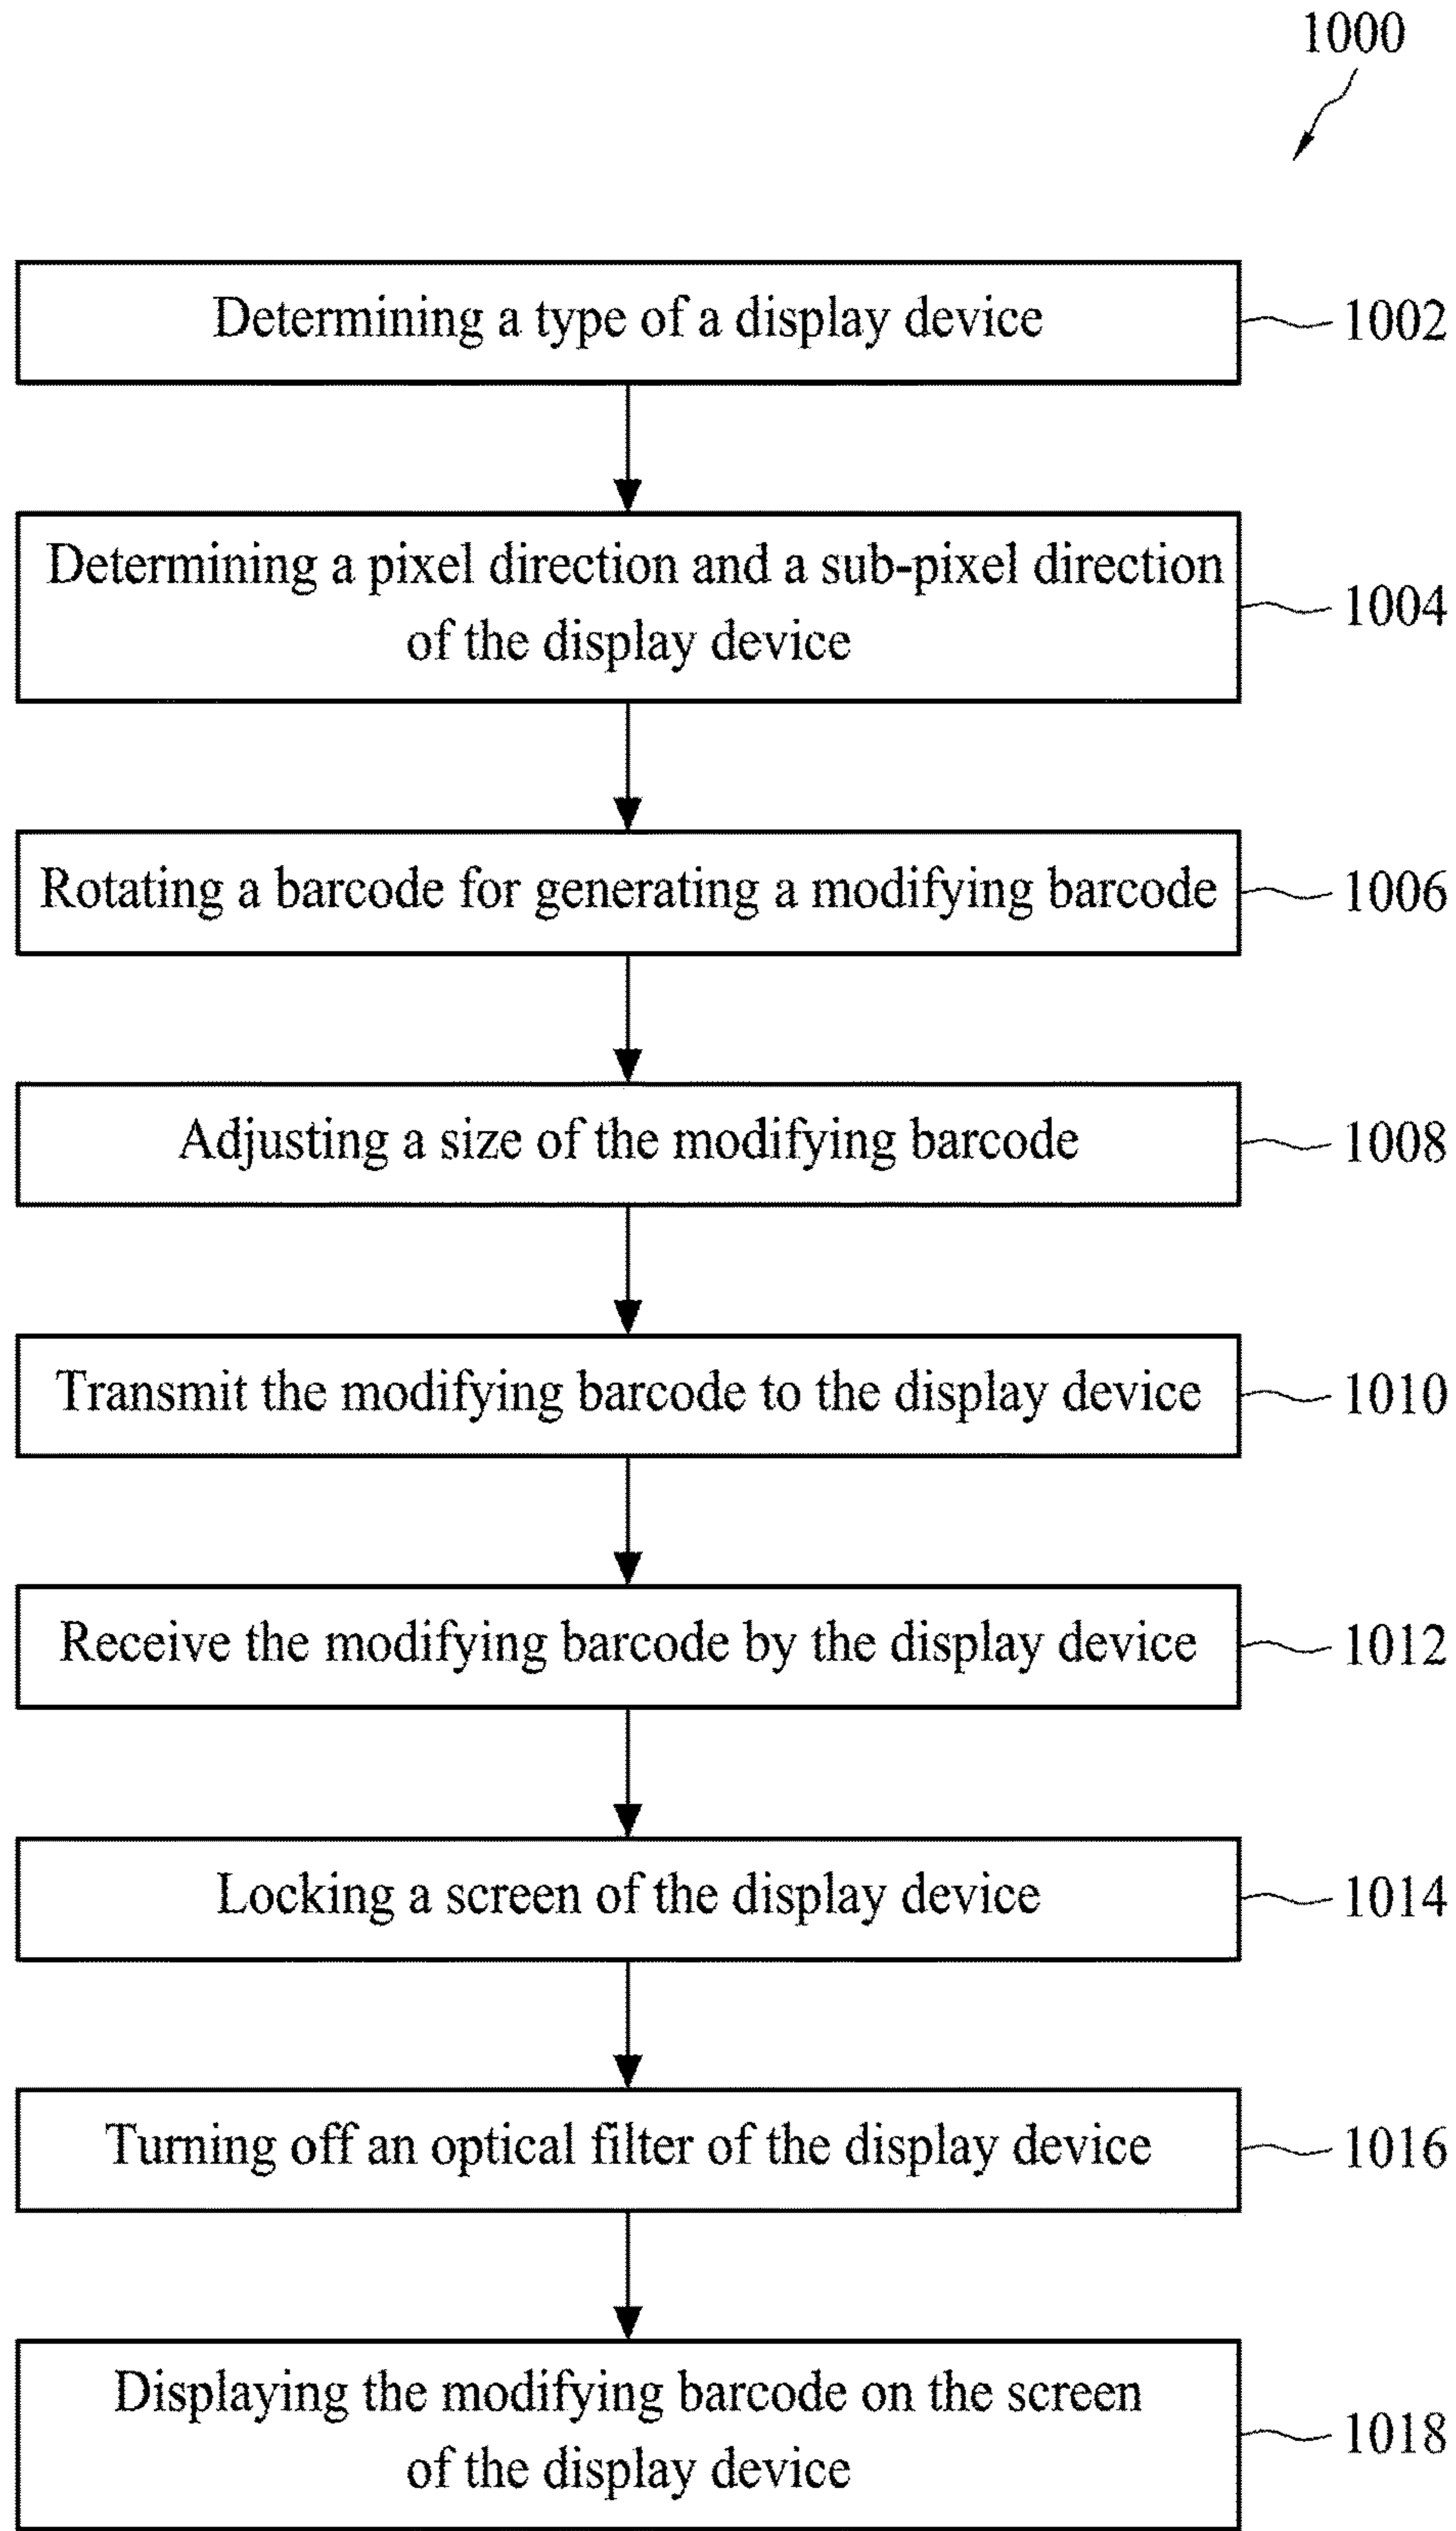 1000
Determining a type of a display device
1002
Determining a pixel direction and a sub-pixel direction
of the display device
1004
Rotating a barcode for generating a modifying barcode
1006
Adjusting a size of the modifying barcode
1008
Transmit the modifying barcode to the display device
1010
Receive the modifying barcode by the display device
1012
Locking a screen of the display device
1014
Turning off an optical filter of the display device
1016
Displaying the modifying barcode on the screen
of the display device
1018